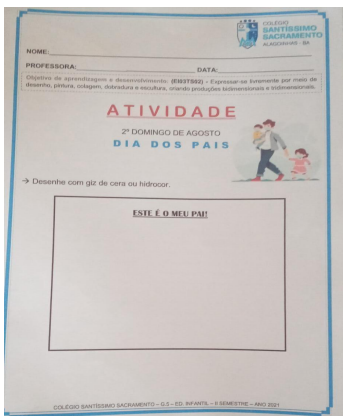 COLÉGIO
SANTÍSSIMO
SACRAMENTO
ALAGOINHAS - BA
NOME:
PROFESSORA: DATA:
Objetivo de aprendizagem e desenvolvimento: (EI03TS02) - Expressar-se livremente por meio de
desenho, pintura, colagem, dobradura e escultura, criando produções bidimensionais e tridimensionais.
ATIVIDADE
2º DOMINGO DE AGOSTO
DIA DOS PAIS
→ Desenhe com giz de cera ou hidrocor.
ESTE É O MEU PAI!
COLÉGIO SANTÍSSIMO SACRAMENTO – G 5 – ED. INFANTIL – II SEMESTRE – ANO 2021